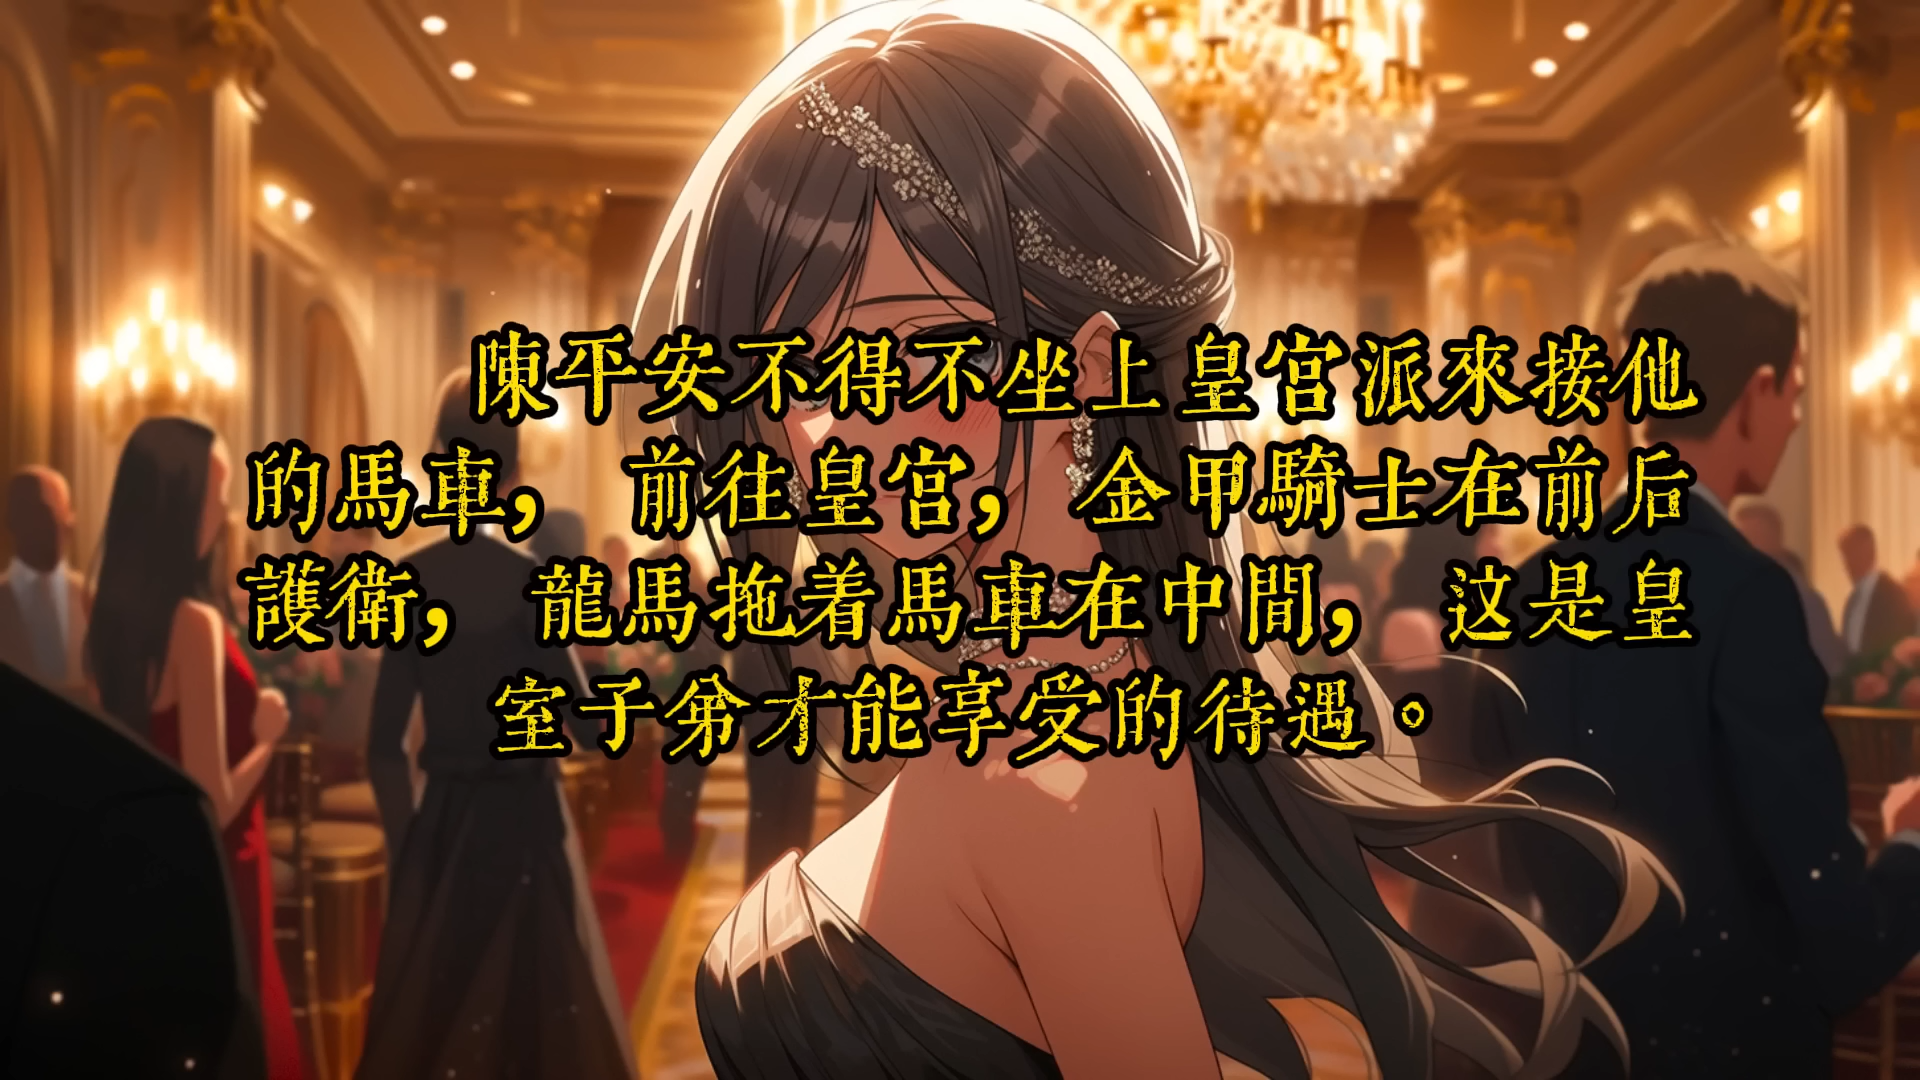 陳平安不得不坐上皇宮派來接他
的馬車，前往皇宮，金甲騎士在前后
護衛，龍馬拖着馬車在中間，这是皇
室子弟才能享受的待遇。